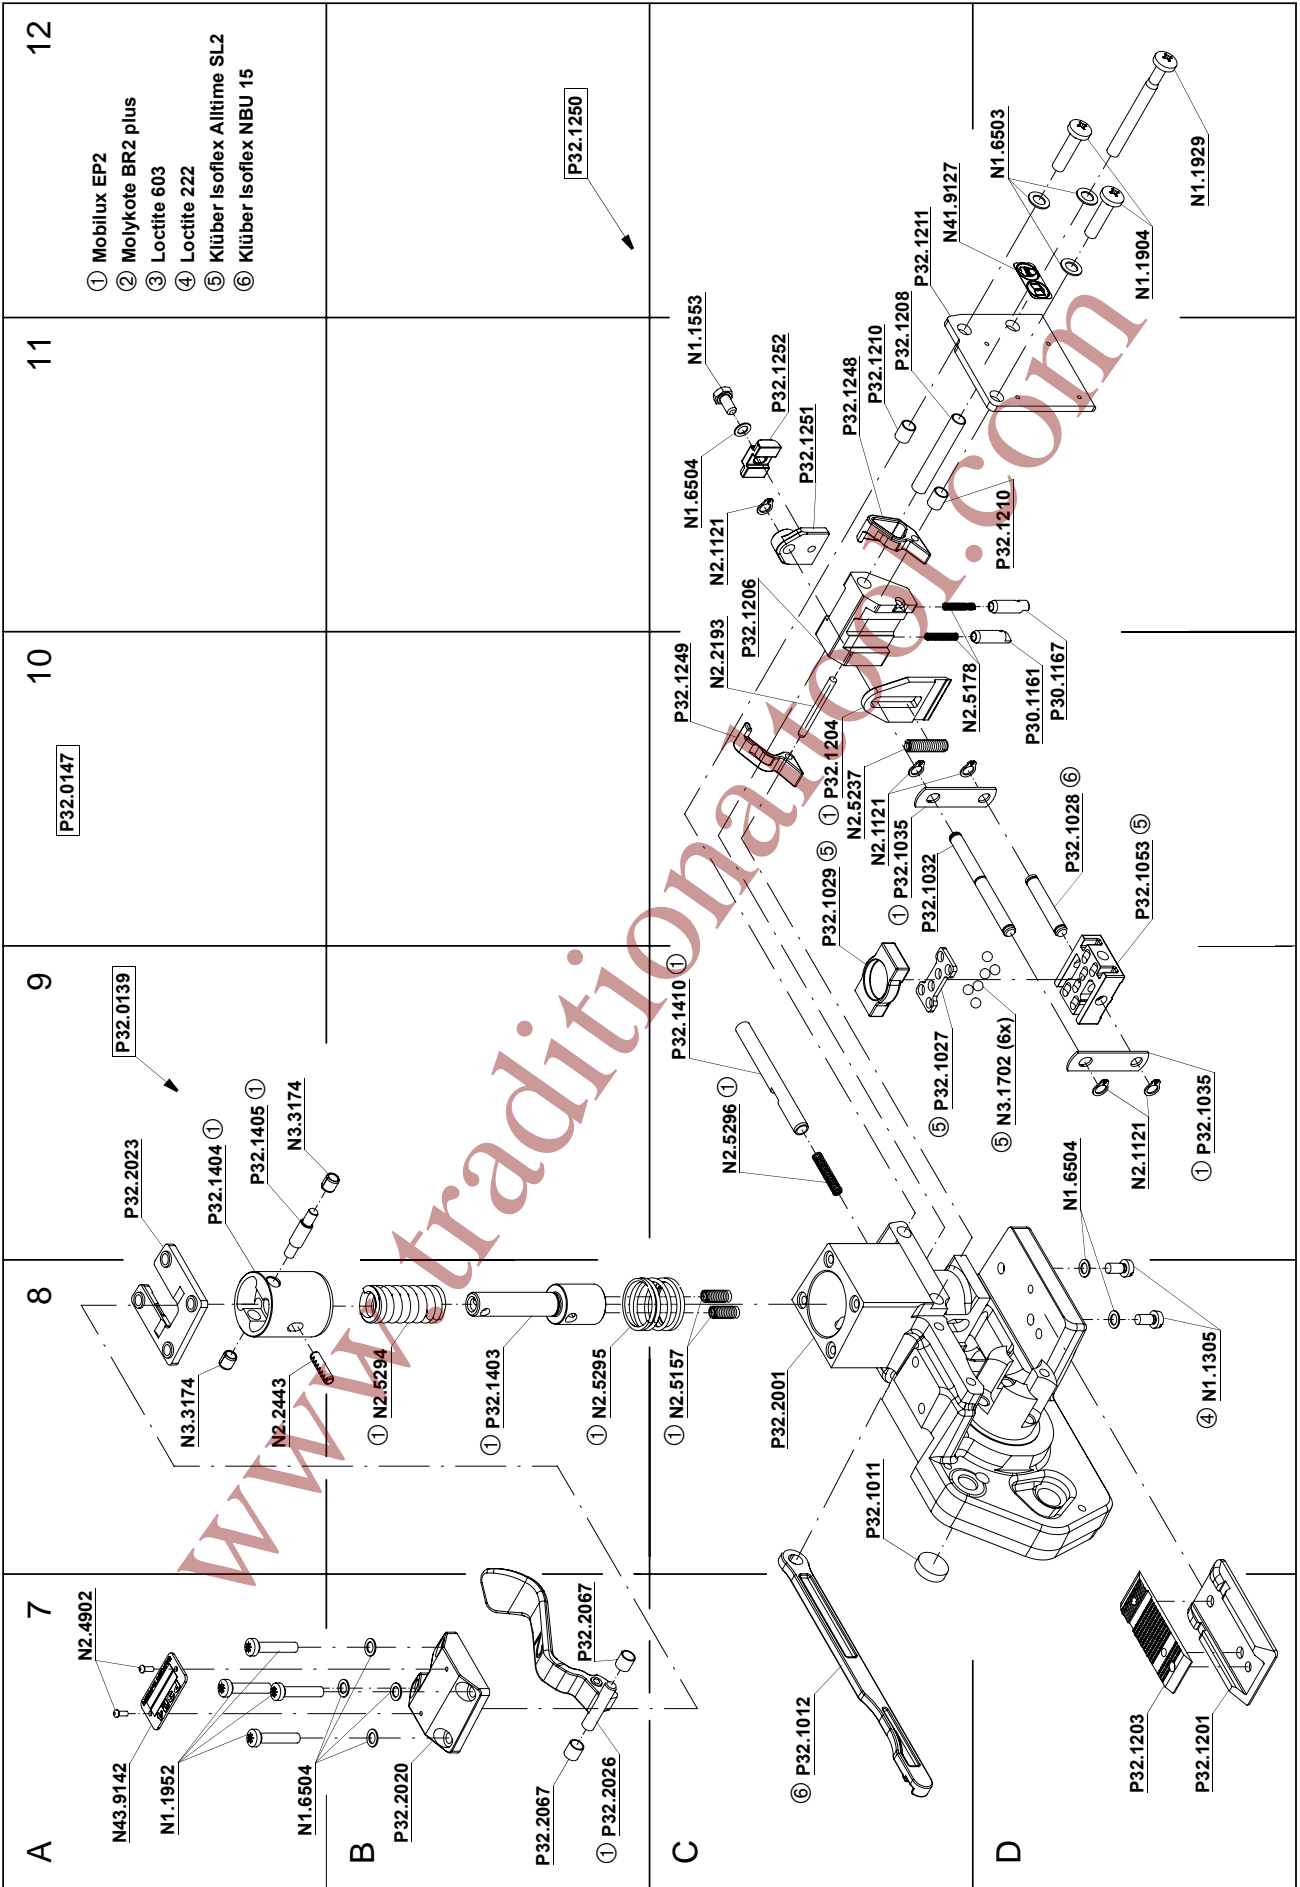 12
11
10
9
8
7
A
B
C
D
① Mobilux EP2
② Molykote BR2 plus
③ Loctite 603
④ Loctite 222
⑤ Klüber Isoflex Alltime SL2
⑥ Klüber Isoflex NBU 15
P32.1250
P32.0147
P32.0139
N1.6503
N41.9127
P32.1211
P32.1208
P32.1210
P32.1248
N1.1929
N1.1904
N1.1553
P32.1252
P32.1251
N1.6504
N2.1121
P32.1206
N2.2193
P32.1249
P32.1210
P30.1167
P30.1161
N2.5178
① P32.1204
N2.5237
N2.1121
① P32.1035
P32.1032
P32.1029 ⑤
P32.1028 ⑥
P32.1053 ⑤
P32.1410 ①
N2.5296 ①
⑤ P32.1027
⑤ N3.1702 (6x)
① P32.1035
N2.1121
N1.6504
④ N1.1305
P32.2023
P32.1404 ①
P32.1405 ①
N3.3174
N3.3174
N2.2443
① N2.5294
① P32.1403
① N2.5295
① N2.5157
P32.2001
P32.1011
⑥ P32.1012
P32.1203
P32.1201
N2.4902
N43.9142
N1.1952
N1.6504
P32.2020
P32.2067
P32.2067
① P32.2026
www.traditionaltool.com